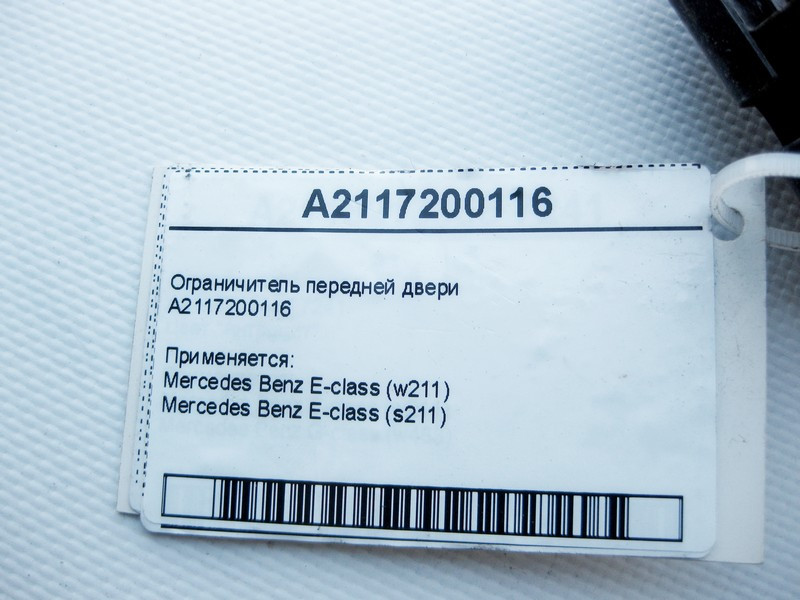 A2117200116
Ограничитель передней двери
A2117200116
Применяется:
Mercedes Benz E-class (w211)
Mercedes Benz E-class (s211)